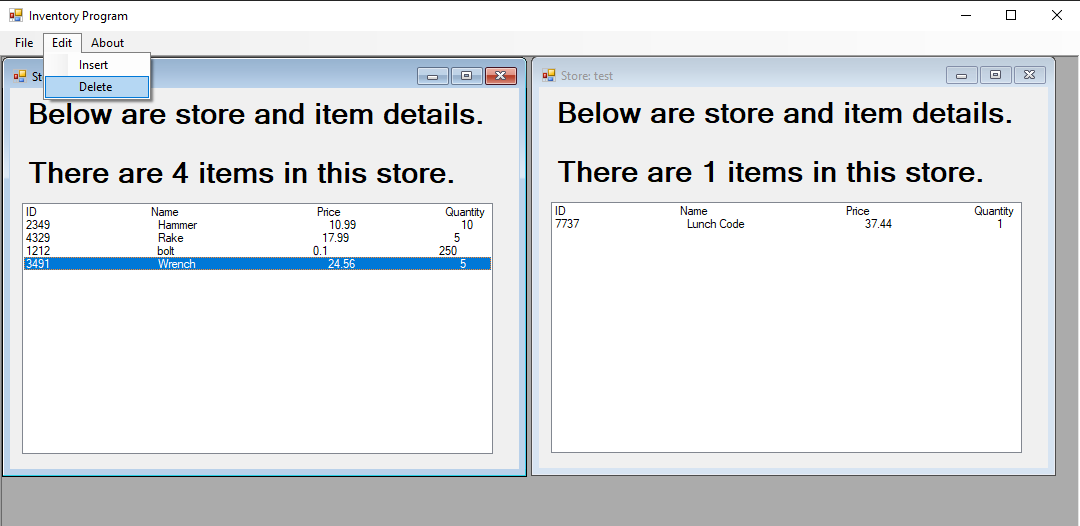 Inventory Program
File Edit About
Insert
Delete
Below are store and item details.
There are 4 items in this store.
ID Name Price Quantity
2349 Hammer 10.99 10
4329 Rake 17.99 5
1212 bolt 0.1 250
3491 Wrench 24.56 5
Store: test
Below are store and item details.
There are 1 items in this store.
ID Name Price Quantity
7737 Lunch Code 37.44 1